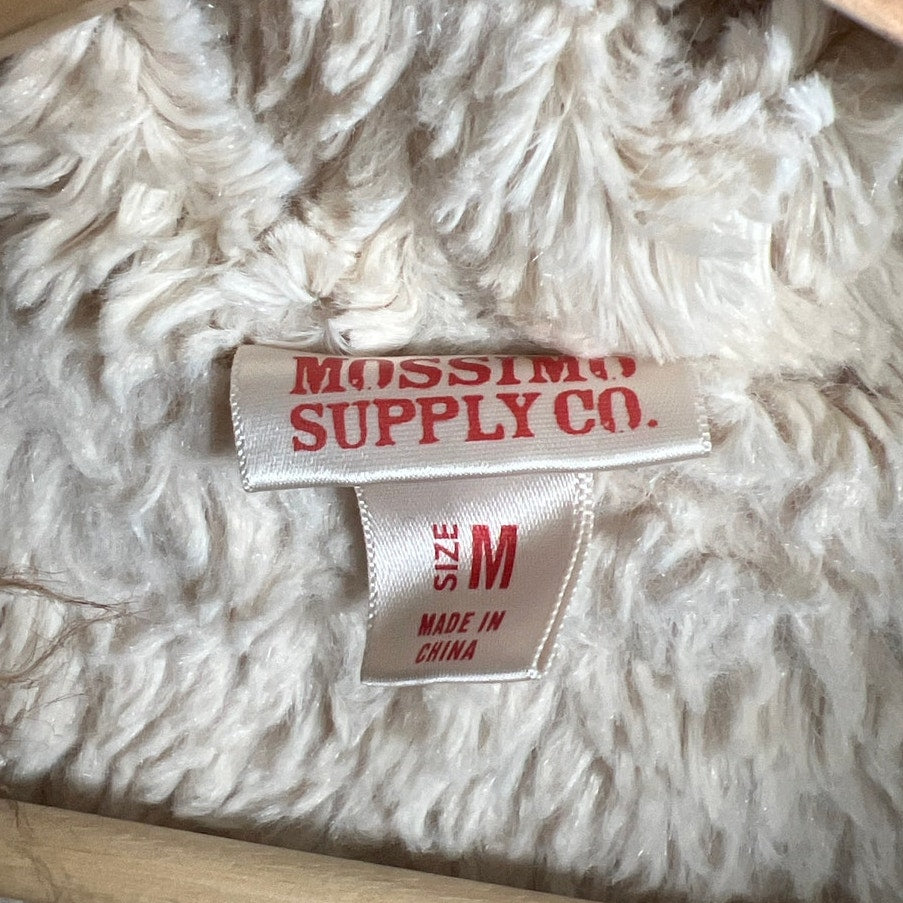 MOSSIMO
SUPPLY CO.
SIZE M
MADE IN
CHINA